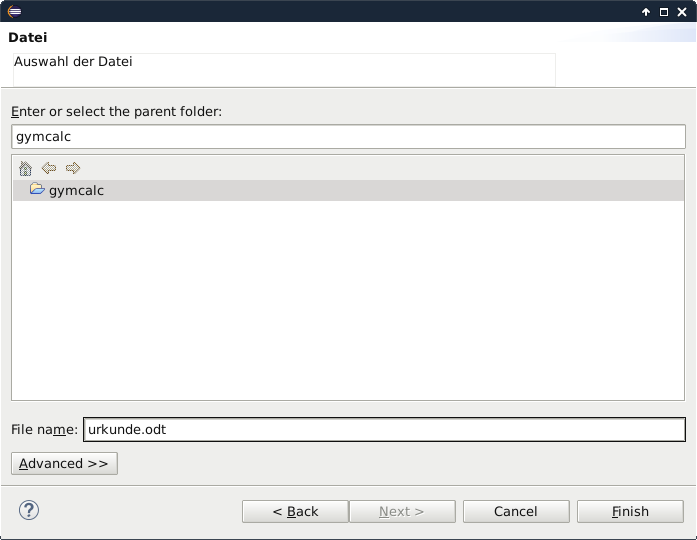 Datei
Auswahl der Datei
Enter or select the parent folder:
gymcalc
gymcalc
File name: urkunde.odt
Advanced >>
< Back Next > Cancel Finish